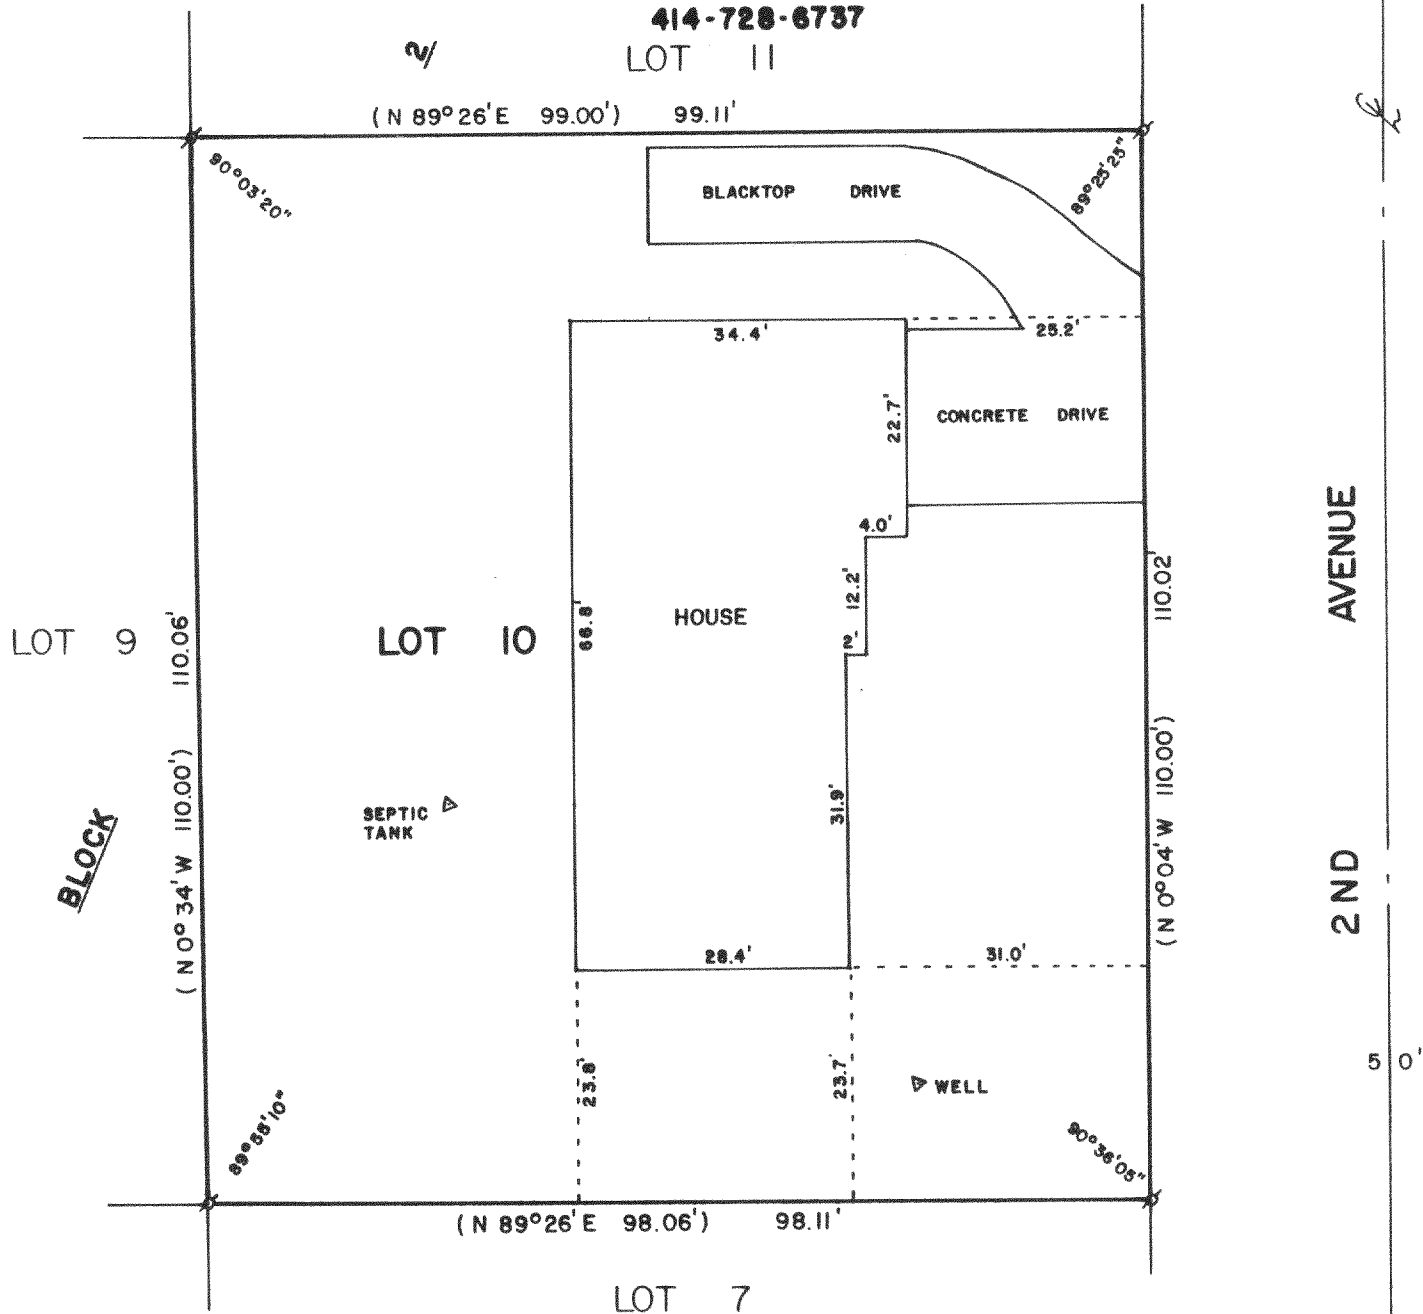 414-728-6737
2/
LOT 11
(N 89°26'E 99.00') 99.11'
90°03'20"
89°25'25"
BLACKTOP DRIVE
34.4'
25.2'
22.7'
CONCRETE DRIVE
4.0'
12.2'
2'
HOUSE
66.8'
LOT 9
LOT 10
110.06'
(N 0°34'W 110.00')
110.02'
(N 0°04'W 110.00')
2ND AVENUE
SEPTIC
TANK
BLOCK
31.9'
28.4'
31.0'
23.8'
23.7'
WELL
50'
89°55'10"
90°36'05"
(N 89°26'E 98.06') 98.11'
LOT 7